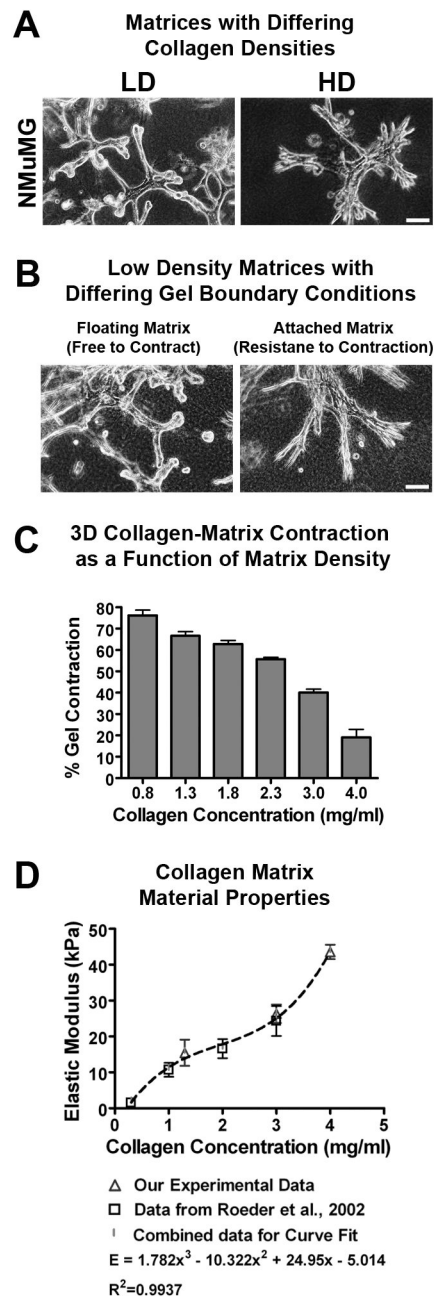 A
Matrices with Differing
Collagen Densities
LD
HD
NMuMG
B
Low Density Matrices with
Differing Gel Boundary Conditions
Floating Matrix
(Free to Contract)
Attached Matrix
(Resistane to Contraction)
C
3D Collagen-Matrix Contraction
as a Function of Matrix Density
% Gel Contraction
80
70
60
50
40
30
20
10
0
0.8 1.3 1.8 2.3 3.0 4.0
Collagen Concentration (mg/ml)
D
Collagen Matrix
Material Properties
Elastic Modulus (kPa)
50
40
30
20
10
0
0 1 2 3 4 5
Collagen Concentration (mg/ml)
Our Experimental Data
Data from Roeder et al., 2002
Combined data for Curve Fit
E = 1.782x³ - 10.322x² + 24.95x - 5.014
R²=0.9937